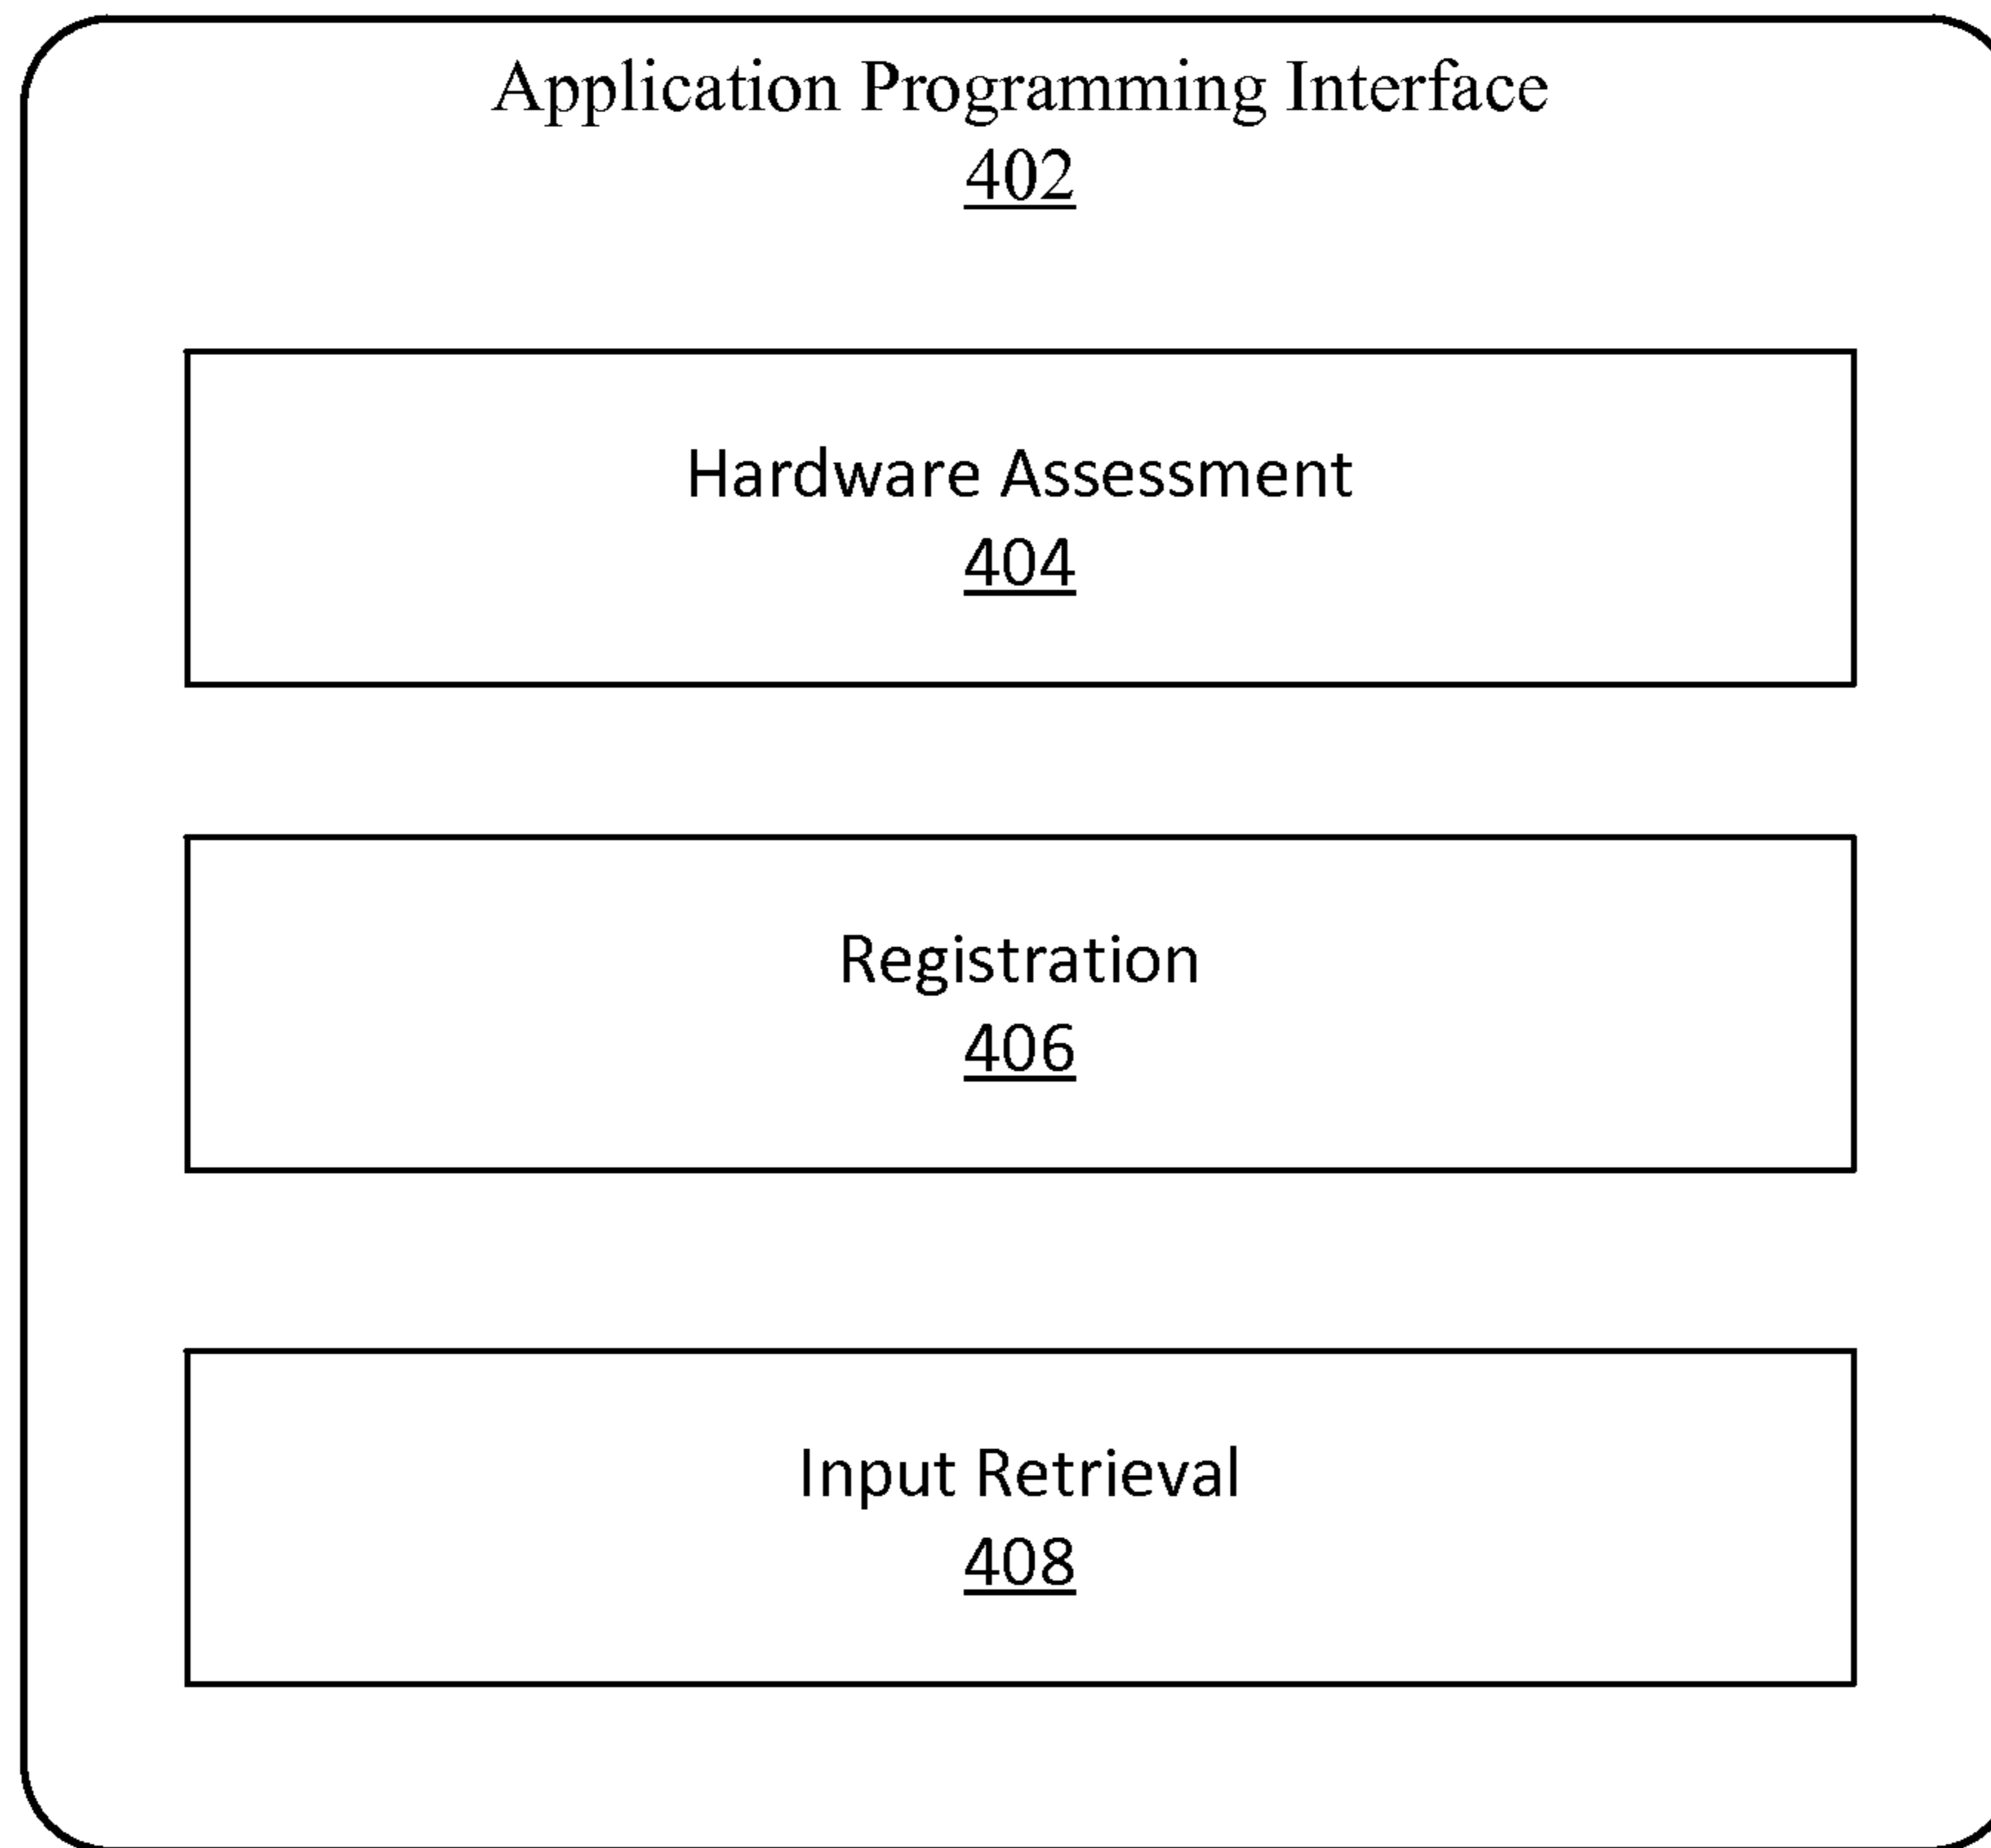 Application Programming Interface
402
Hardware Assessment
404
Registration
406
Input Retrieval
408